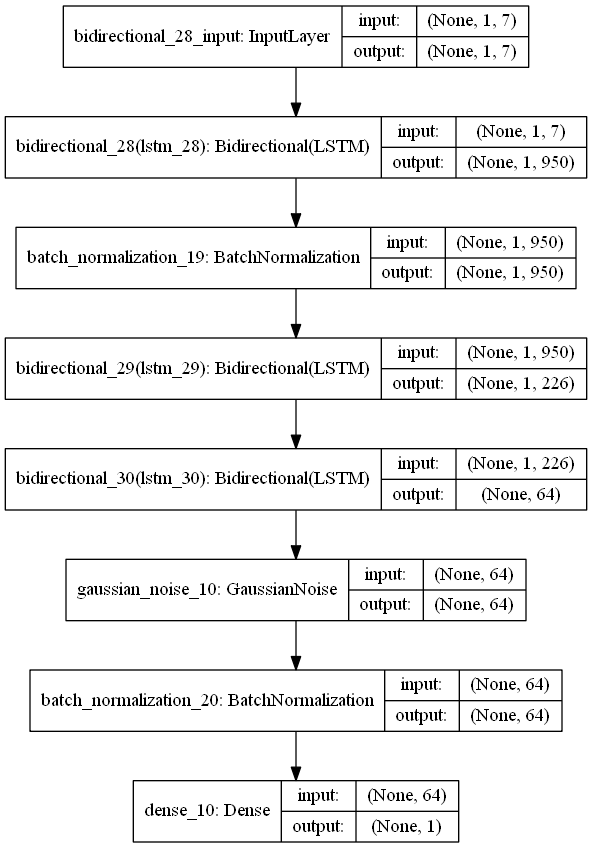 bidirectional_28_input: InputLayer input: (None, 1, 7)
output: (None, 1, 7)
bidirectional_28(lstm_28): Bidirectional(LSTM) input: (None, 1, 7)
output: (None, 1, 950)
batch_normalization_19: BatchNormalization input: (None, 1, 950)
output: (None, 1, 950)
bidirectional_29(lstm_29): Bidirectional(LSTM) input: (None, 1, 950)
output: (None, 1, 226)
bidirectional_30(lstm_30): Bidirectional(LSTM) input: (None, 1, 226)
output: (None, 64)
gaussian_noise_10: GaussianNoise input: (None, 64)
output: (None, 64)
batch_normalization_20: BatchNormalization input: (None, 64)
output: (None, 64)
dense_10: Dense input: (None, 64)
output: (None, 1)